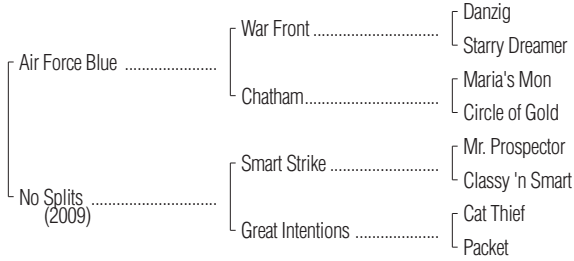 Danzig
War Front ........................................
Starry Dreamer
Air Force Blue ..............................
Maria's Mon
Chatham...........................................
Circle of Gold
Mr. Prospector
Smart Strike ....................................
Classy 'n Smart
No Splits .........................................
(2009)
Cat Thief
Great Intentions ...........................
Packet